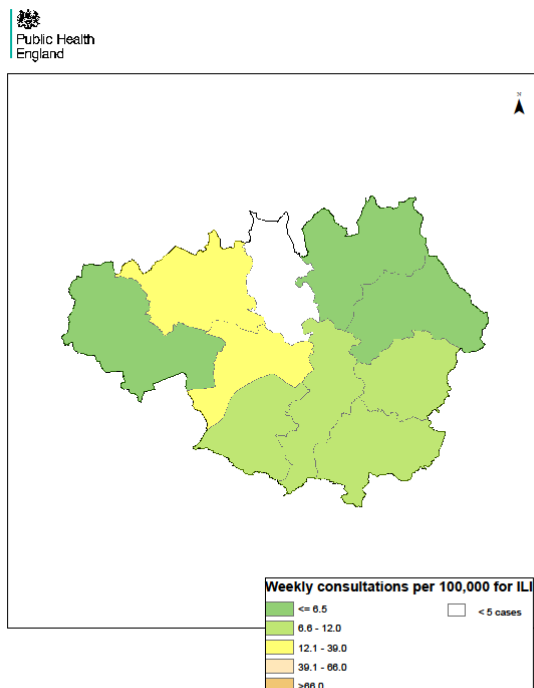 Public Health
England
N
Weekly consultations per 100,000 for ILI
<= 6.5
< 5 cases
6.6 - 12.0
12.1 - 39.0
39.1 - 66.0
>66.0